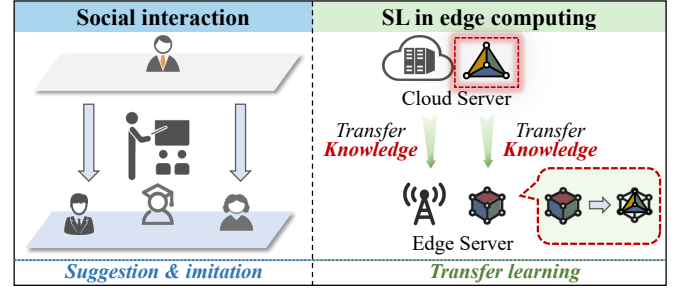 Social interaction
Suggestion & imitation
SL in edge computing
Cloud Server
Transfer
Knowledge
Transfer
Knowledge
Edge Server
Transfer learning